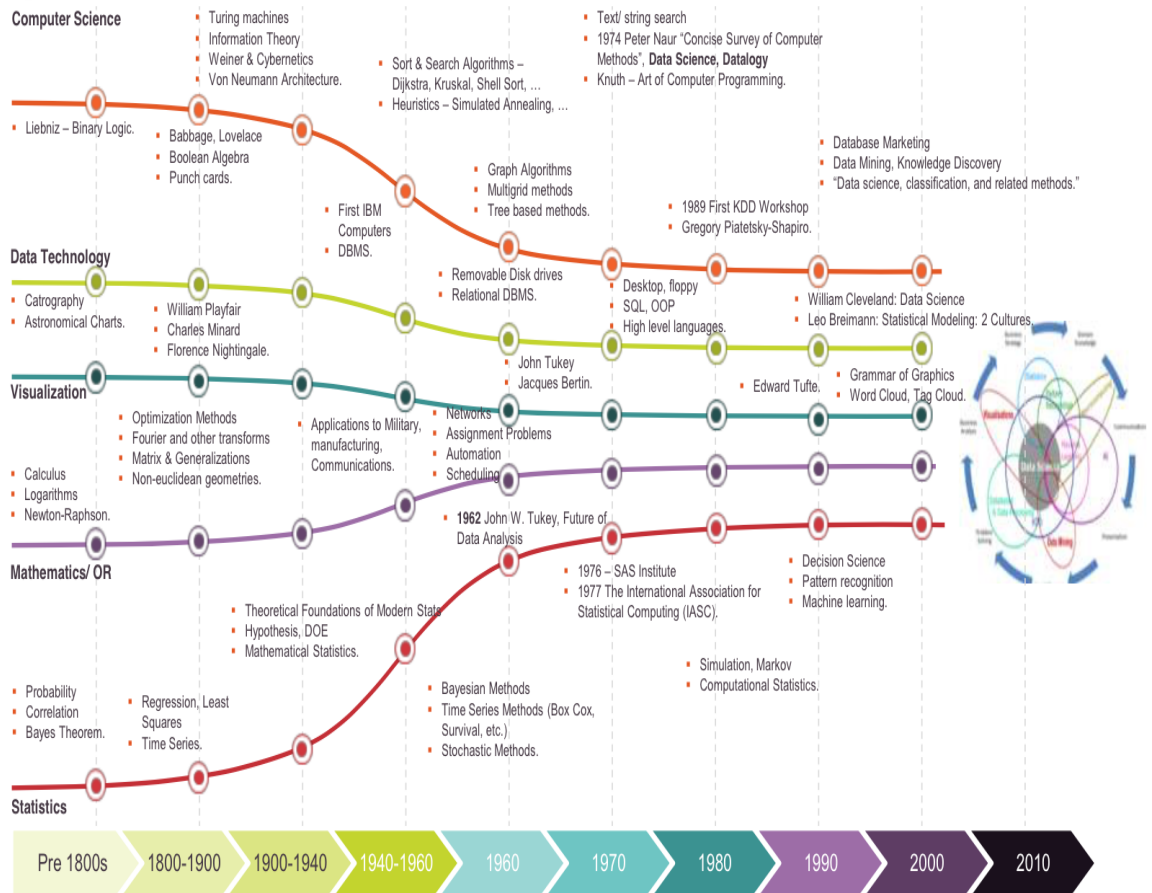 Computer Science
Turing machines
Information Theory
Weiner & Cybernetics
Von Neumann Architecture.
Text/ string search
1974 Peter Naur “Concise Survey of Computer
Methods”, Data Science, Datalogy
Knuth – Art of Computer Programming.
Sort & Search Algorithms –
Dijkstra, Kruskal, Shell Sort, …
Heuristics – Simulated Annealing, …
Liebniz – Binary Logic.
Babbage, Lovelace
Boolean Algebra
Punch cards.
Database Marketing
Data Mining, Knowledge Discovery
“Data science, classification, and related methods.”
Graph Algorithms
Multigrid methods
Tree based methods.
First IBM
Computers
DBMS.
1989 First KDD Workshop
Gregory Piatetsky-Shapiro.
Data Technology
Removable Disk drives
Relational DBMS.
Desktop, floppy
SQL, OOP
High level languages.
Catrography
Astronomical Charts.
William Playfair
Charles Minard
Florence Nightingale.
William Cleveland: Data Science
Leo Breimann: Statistical Modeling: 2 Cultures.
John Tukey
Jacques Bertin.
Edward Tufte.
Grammar of Graphics
Word Cloud, Tag Cloud.
Visualization
Optimization Methods
Fourier and other transforms
Matrix & Generalizations
Non-euclidean geometries.
Applications to Military,
manufacturing,
Communications.
Networks
Assignment Problems
Automation
Scheduling
Calculus
Logarithms
Newton-Raphson.
1962 John W. Tukey, Future of
Data Analysis
Mathematics/ OR
1976 – SAS Institute
1977 The International Association for
Statistical Computing (IASC).
Decision Science
Pattern recognition
Machine learning.
Theoretical Foundations of Modern Stats
Hypothesis, DOE
Mathematical Statistics.
Simulation, Markov
Computational Statistics.
Probability
Correlation
Bayes Theorem.
Regression, Least
Squares
Time Series.
Bayesian Methods
Time Series Methods (Box Cox,
Survival, etc.)
Stochastic Methods.
Statistics
Visualisations
Data Science
KDD
Data Mining
Pre 1800s
1800-1900
1900-1940
1940-1960
1960
1970
1980
1990
2000
2010